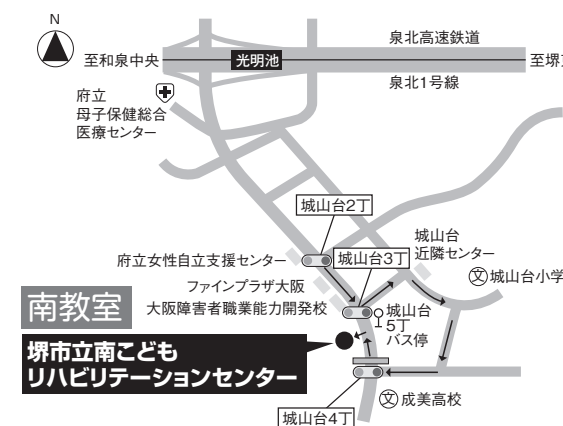 N
泉北高速鉄道
至和泉中央
光明池
至堺
泉北1号線
府立
母子保健総合
医療センター
城山台2丁
府立女性自立支援センター
城山台3丁
城山台
近隣センター
ファインプラザ大阪
文 城山台小学
大阪障害者職業能力開発校
城山台
5丁
バス停
南教室
堺市立南こども
リハビリテーションセンター
文 成美高校
城山台4丁